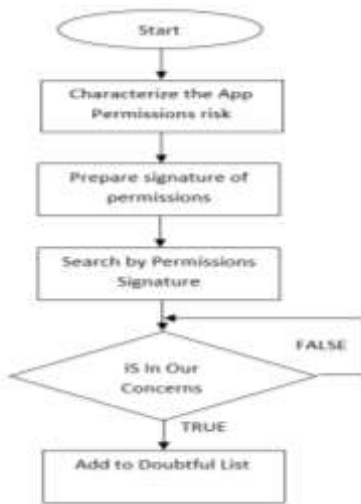 Start
Characterize the App
Permissions risk
Prepare signature of
permissions
Search by Permissions
Signature
FALSE
IS In Our
Concerns
TRUE
Add to Doubtful List